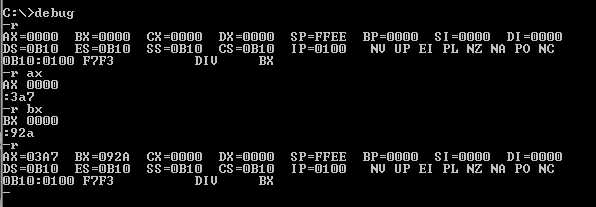 C:\>debug
-r
AX=0000  BX=0000  CX=0000  DX=0000  SP=FFEE  BP=0000  SI=0000  DI=0000
DS=0B10  ES=0B10  SS=0B10  CS=0B10  IP=0100   NV UP EI PL NZ NA PO NC
0B10:0100 F7F3          DIV     BX
-r ax
AX 0000
:3a7
-r bx
BX 0000
:92a
-r
AX=03A7  BX=092A  CX=0000  DX=0000  SP=FFEE  BP=0000  SI=0000  DI=0000
DS=0B10  ES=0B10  SS=0B10  CS=0B10  IP=0100   NV UP EI PL NZ NA PO NC
0B10:0100 F7F3          DIV     BX
-